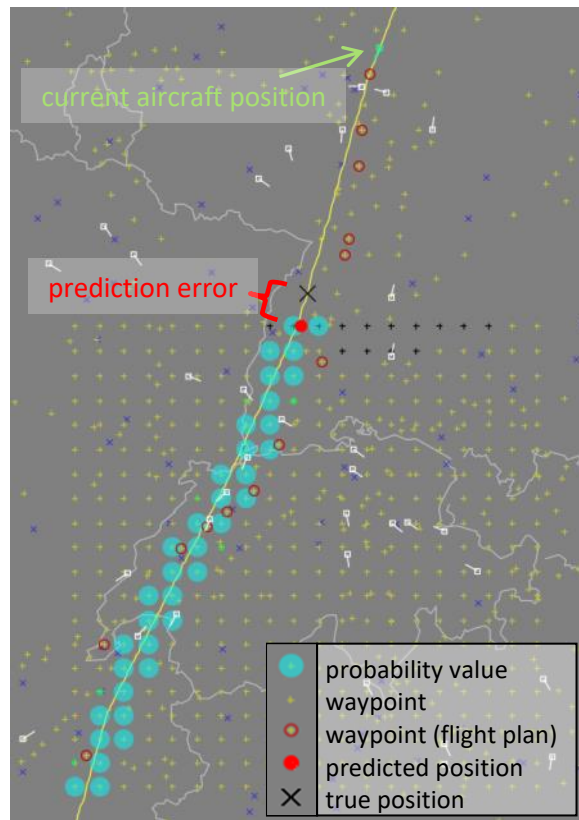 current aircraft position
prediction error
probability value
waypoint
waypoint (flight plan)
predicted position
true position